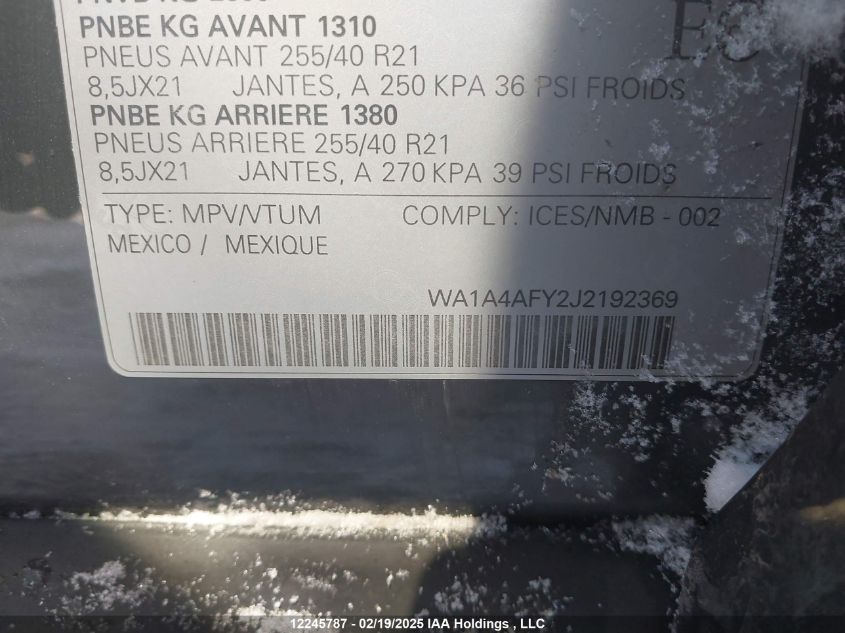 PNBE KG AVANT 1310
PNEUS AVANT 255/40 R21
8,5JX21 JANTES, A 250 KPA 36 PSI FROIDS
PNBE KG ARRIERE 1380
PNEUS ARRIERE 255/40 R21
8,5JX21 JANTES, A 270 KPA 39 PSI FROIDS
TYPE: MPV/VTUM COMPLY: ICES/NMB - 002
MEXICO / MEXIQUE
WA1A4AFY2J2192369
12245787 - 02/19/2025 IAA Holdings , LLC